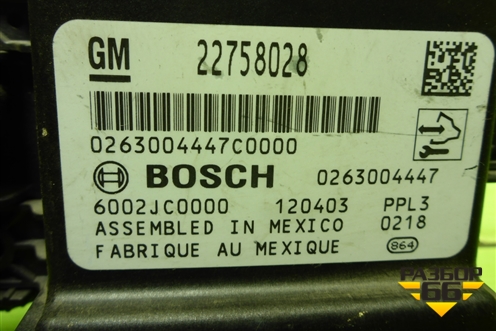 GM 22758028
0263004447C0000
BOSCH 0263004447
6002JC0000 120403 PPL3
ASSEMBLED IN MEXICO 0218
FABRIQUE AU MEXIQUE 864
РАЗБОР
66